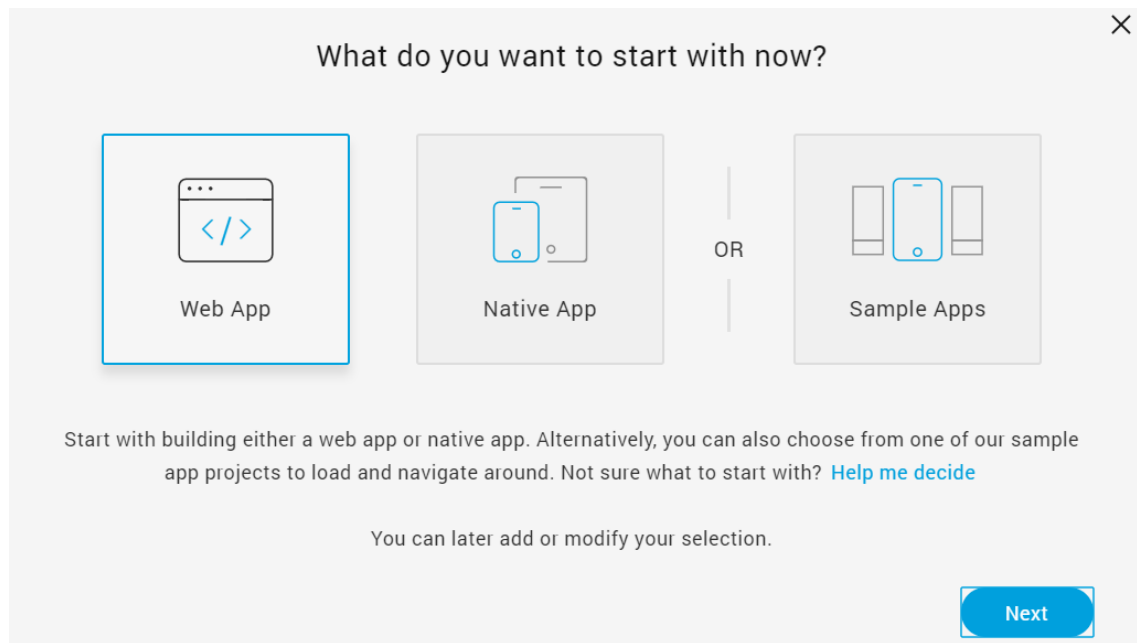 What do you want to start with now?
</>
Web App
Native App
OR
Sample Apps
Start with building either a web app or native app. Alternatively, you can also choose from one of our sample
app projects to load and navigate around. Not sure what to start with? Help me decide
You can later add or modify your selection.
Next